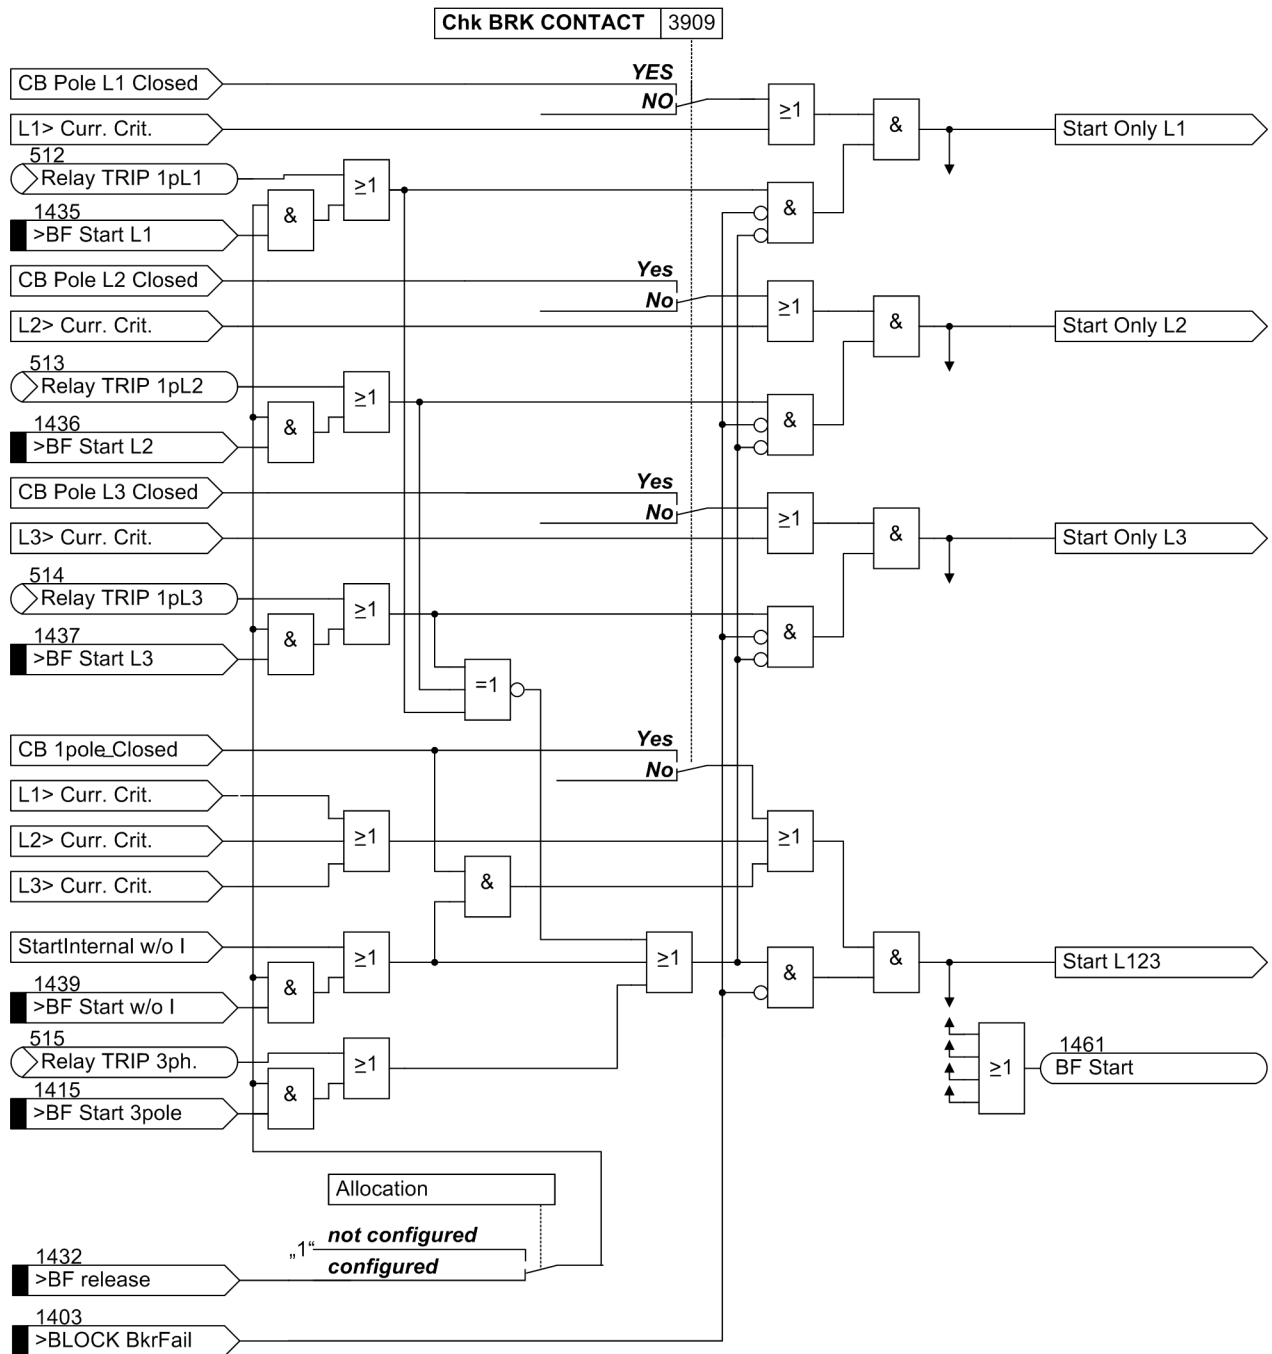 Chk BRK CONTACT 3909
CB Pole L1 Closed
YES
NO
≥1
L1> Curr. Crit.
&
Start Only L1
512
Relay TRIP 1pL1
≥1
&
1435
>BF Start L1
&
CB Pole L2 Closed
Yes
No
≥1
L2> Curr. Crit.
&
Start Only L2
513
Relay TRIP 1pL2
≥1
&
1436
>BF Start L2
&
CB Pole L3 Closed
Yes
No
≥1
L3> Curr. Crit.
&
Start Only L3
514
Relay TRIP 1pL3
≥1
&
1437
>BF Start L3
&
=1
CB 1pole_Closed
Yes
No
L1> Curr. Crit.
L2> Curr. Crit.
≥1
≥1
L3> Curr. Crit.
&
StartInternal w/o I
≥1
≥1
&
&
Start L123
1439
>BF Start w/o I
&
515
Relay TRIP 3ph.
≥1
1415
>BF Start 3pole
&
≥1
1461
BF Start
Allocation
„1“ not configured
configured
1432
>BF release
1403
>BLOCK BkrFail